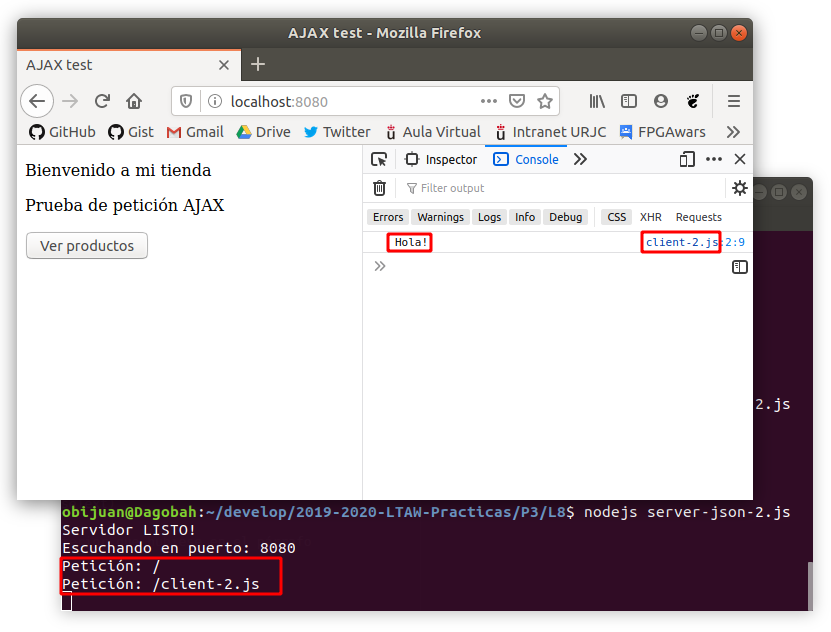 AJAX test - Mozilla Firefox
AJAX test
localhost:8080
GitHub Gist Gmail Drive Twitter Aula Virtual Intranet URJC FPGAwars
Bienvenido a mi tienda
Prueba de petición AJAX
Ver productos
Inspector Console
Filter output
Errors Warnings Logs Info Debug CSS XHR Requests
Hola! client-2.js:2:9
2.js
obijuan@Dagobah:~/develop/2019-2020-LTAW-Practicas/P3/L8$ nodejs server-json-2.js
Servidor LISTO!
Escuchando en puerto: 8080
Petición: /
Petición: /client-2.js